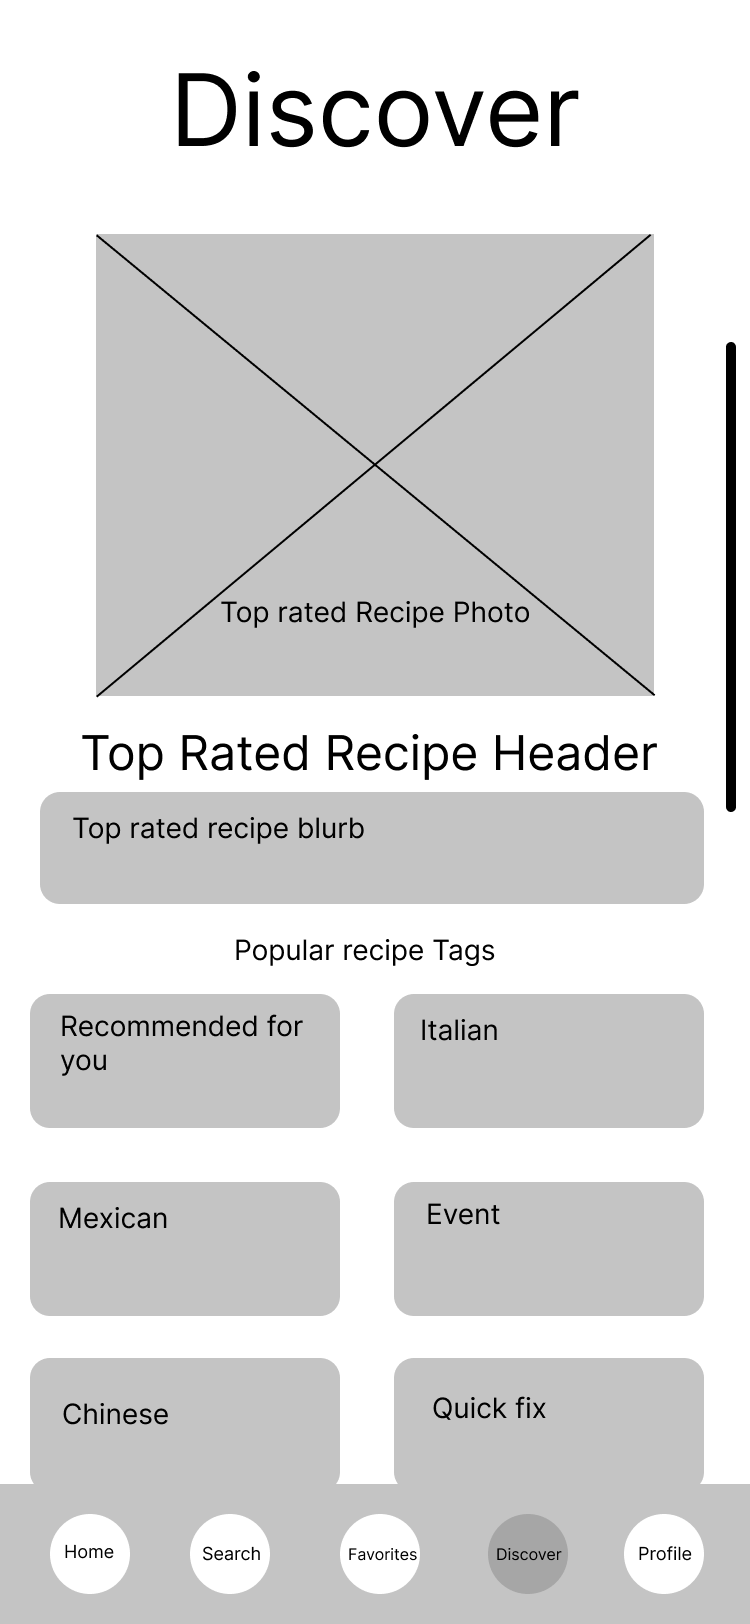 Discover
Top rated Recipe Photo
Top Rated Recipe Header
Top rated recipe blurb
Popular recipe Tags
Recommended for
you
Italian
Mexican
Event
Chinese
Quick fix
Home
Search
Favorites
Discover
Profile